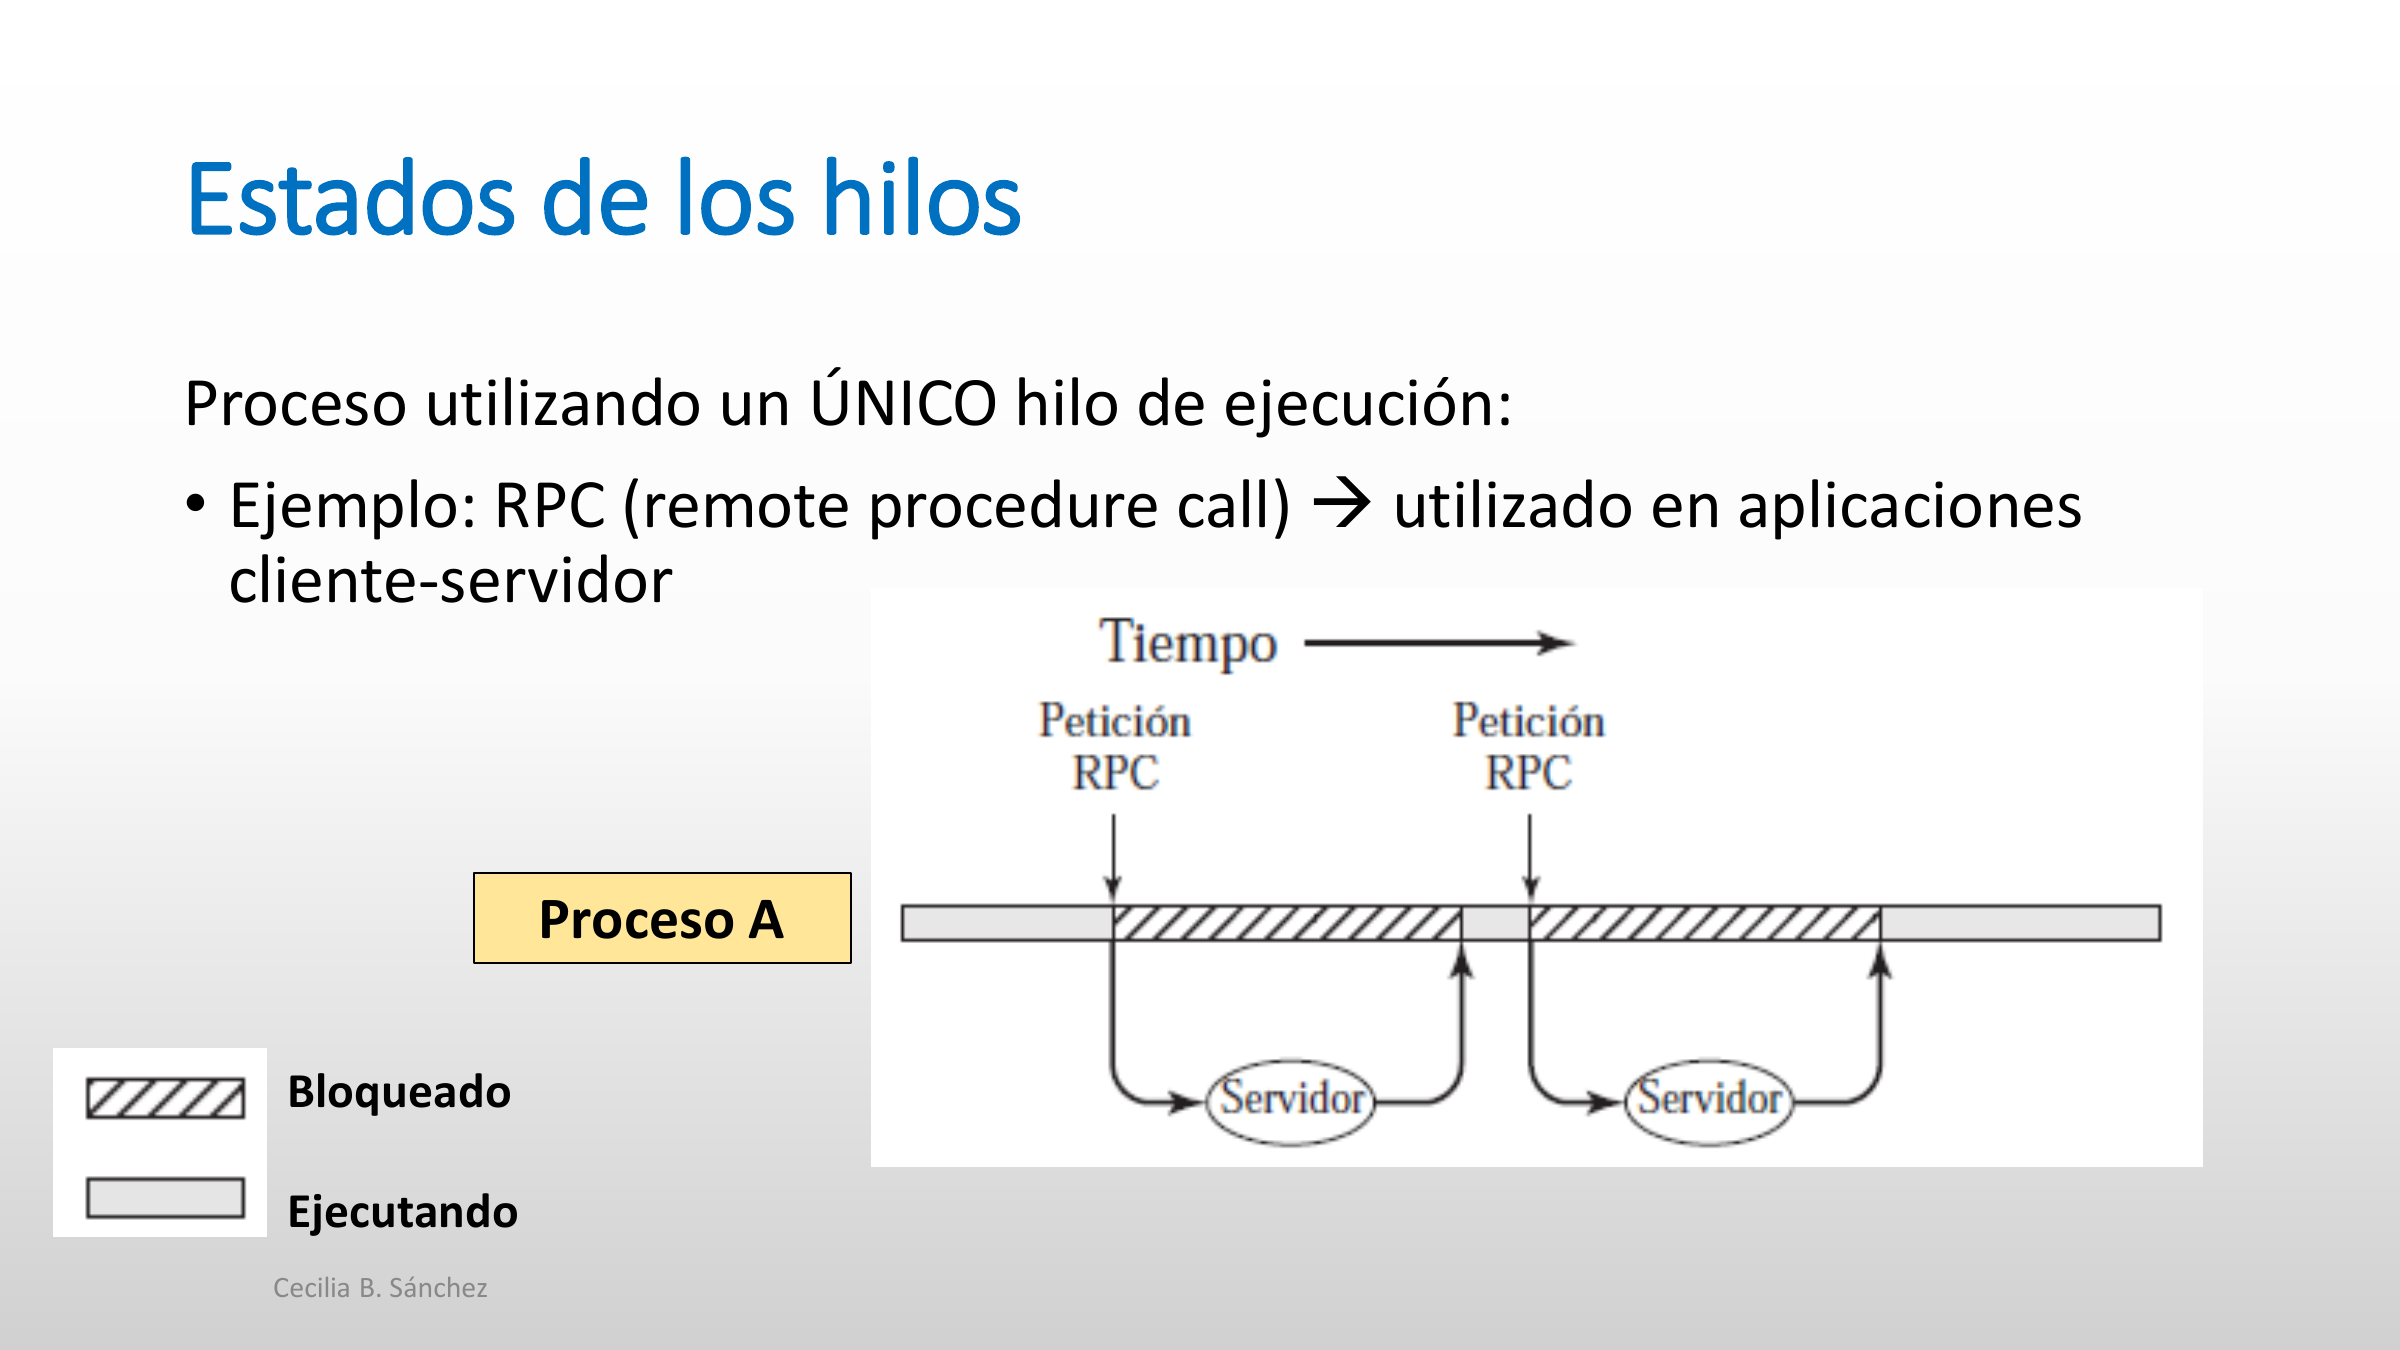 Estados de los hilos
Proceso utilizando un ÚNICO hilo de ejecución:
• Ejemplo: RPC (remote procedure call) → utilizado en aplicaciones
cliente-servidor
Tiempo
Petición
RPC
Petición
RPC
Proceso A
Servidor
Servidor
Bloqueado
Ejecutando
Cecilia B. Sánchez